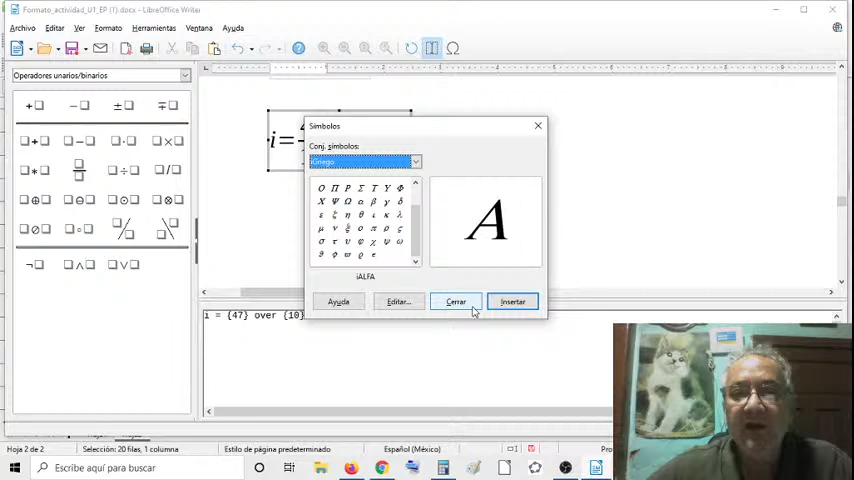 Formato_actividad_U1_EP (1).docx - LibreOffice Writer
Archivo Editar Ver Formato Herramientas Ventana Ayuda
Operadores unarios/binarios
+□ −□ ±□ ∓□
□+□ □−□ □·□ □×□
□∗□ □÷□ □/□
□⊕□ □⊖□ □⊙□ □⊗□
□⊘□ □∘□
¬□ □∧□ □∨□
i=
Símbolos
Conj. símbolos:
iGriego
Ο Π Ρ Σ Τ Υ Φ
Χ Ψ Ω α β γ δ
ε ζ η θ ι κ λ
μ ν ξ ο π ρ ς
σ τ υ φ χ ψ ω
A
iALFA
Ayuda Editar... Cerrar Insertar
i = {47} over {10}
Hoja 2 de 2 Selección: 20 filas, 1 columna Estilo de página predeterminado Español (México)
Escribe aquí para buscar